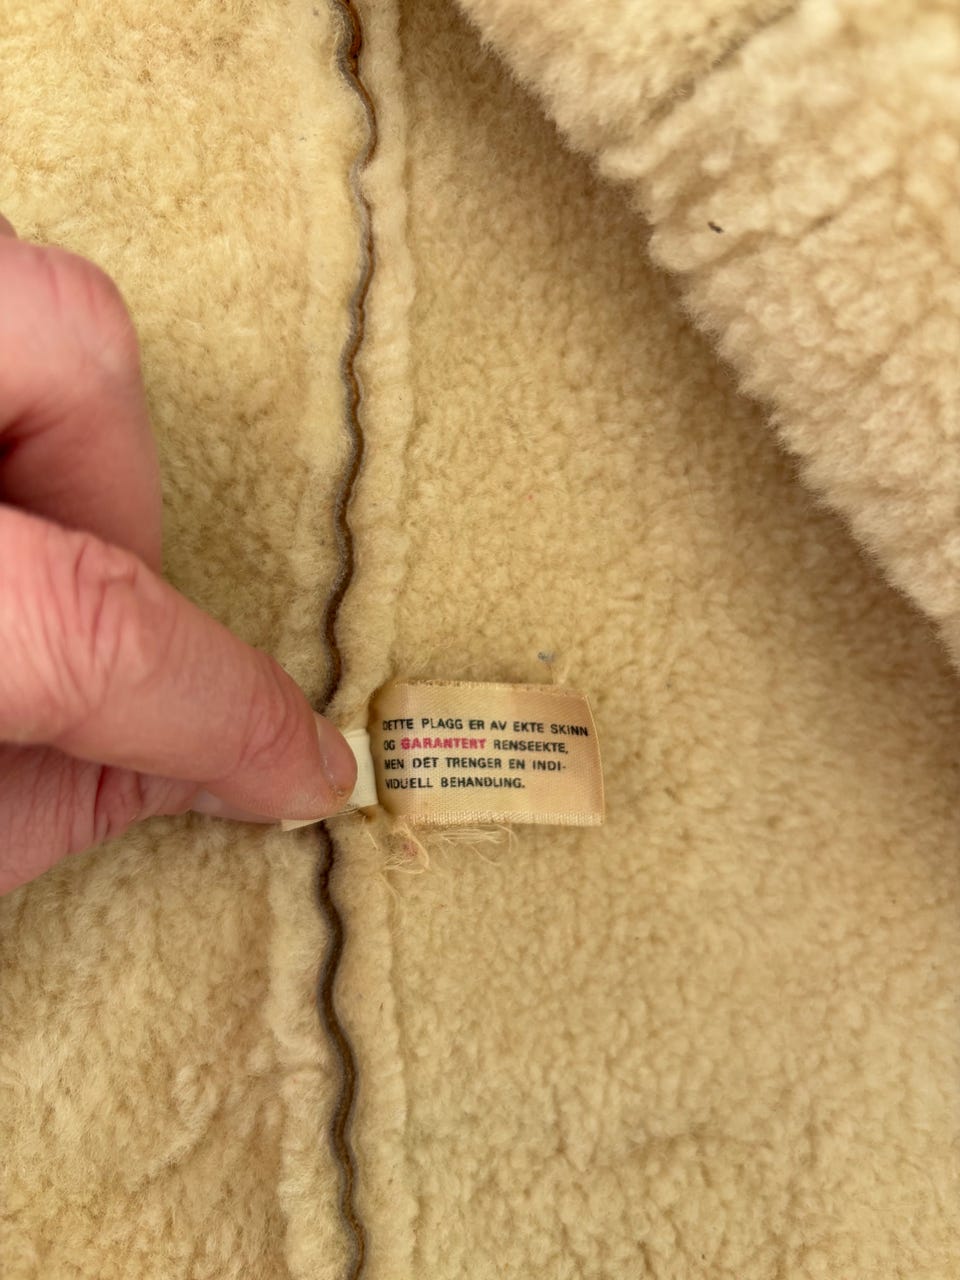 DETTE PLAGG ER AV EKTE SKINN
OG GARANTERT RENSEEKTE,
MEN DET TRENGER EN INDI-
VIDUELL BEHANDLING.